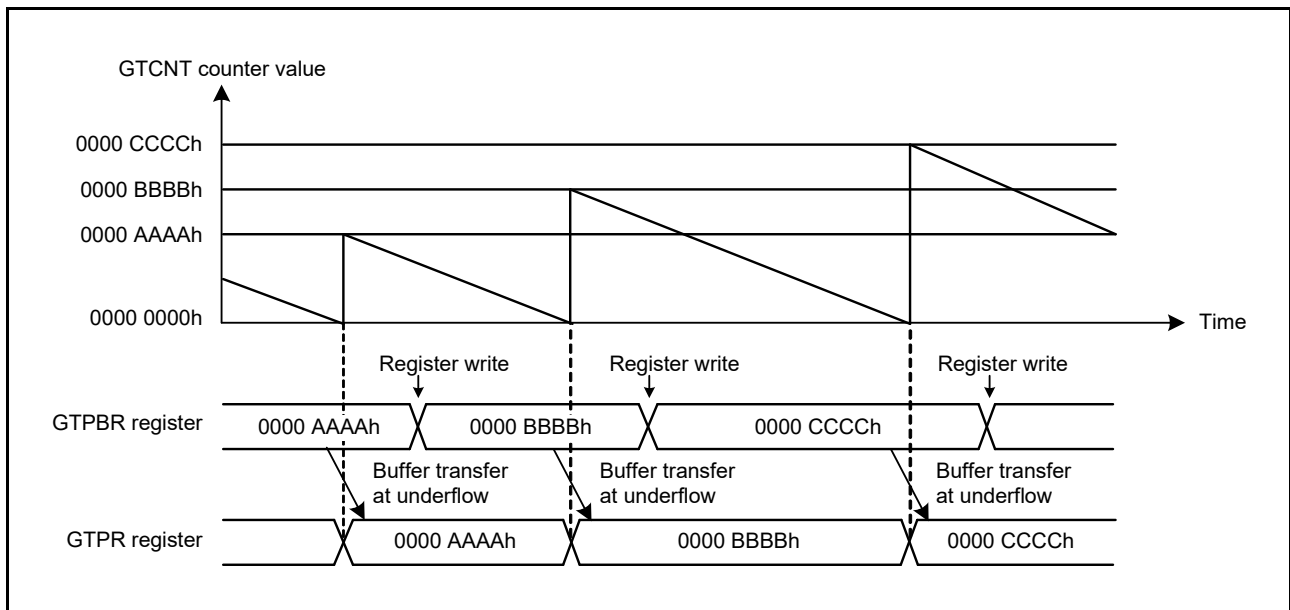 GTCNT counter value
0000 CCCCh
0000 BBBBh
0000 AAAAh
0000 0000h
Time
Register write
Register write
Register write
GTPBR register
0000 AAAAh
0000 BBBBh
0000 CCCCh
Buffer transfer
at underflow
Buffer transfer
at underflow
Buffer transfer
at underflow
GTPR register
0000 AAAAh
0000 BBBBh
0000 CCCCh